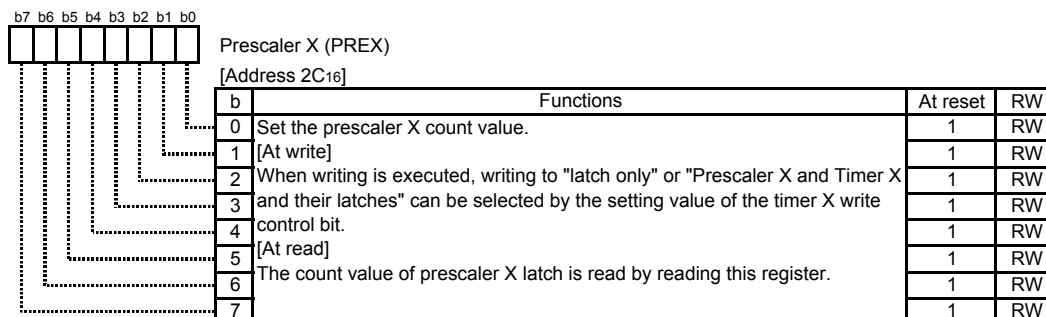 b7 b6 b5 b4 b3 b2 b1 b0
Prescaler X (PREX)
[Address 2C16]
b Functions At reset RW
0 Set the prescaler X count value. 1 RW
1 [At write] 1 RW
2 When writing is executed, writing to "latch only" or "Prescaler X and Timer X 1 RW
3 and their latches" can be selected by the setting value of the timer X write 1 RW
4 control bit. 1 RW
5 [At read] 1 RW
6 The count value of prescaler X latch is read by reading this register. 1 RW
7 1 RW